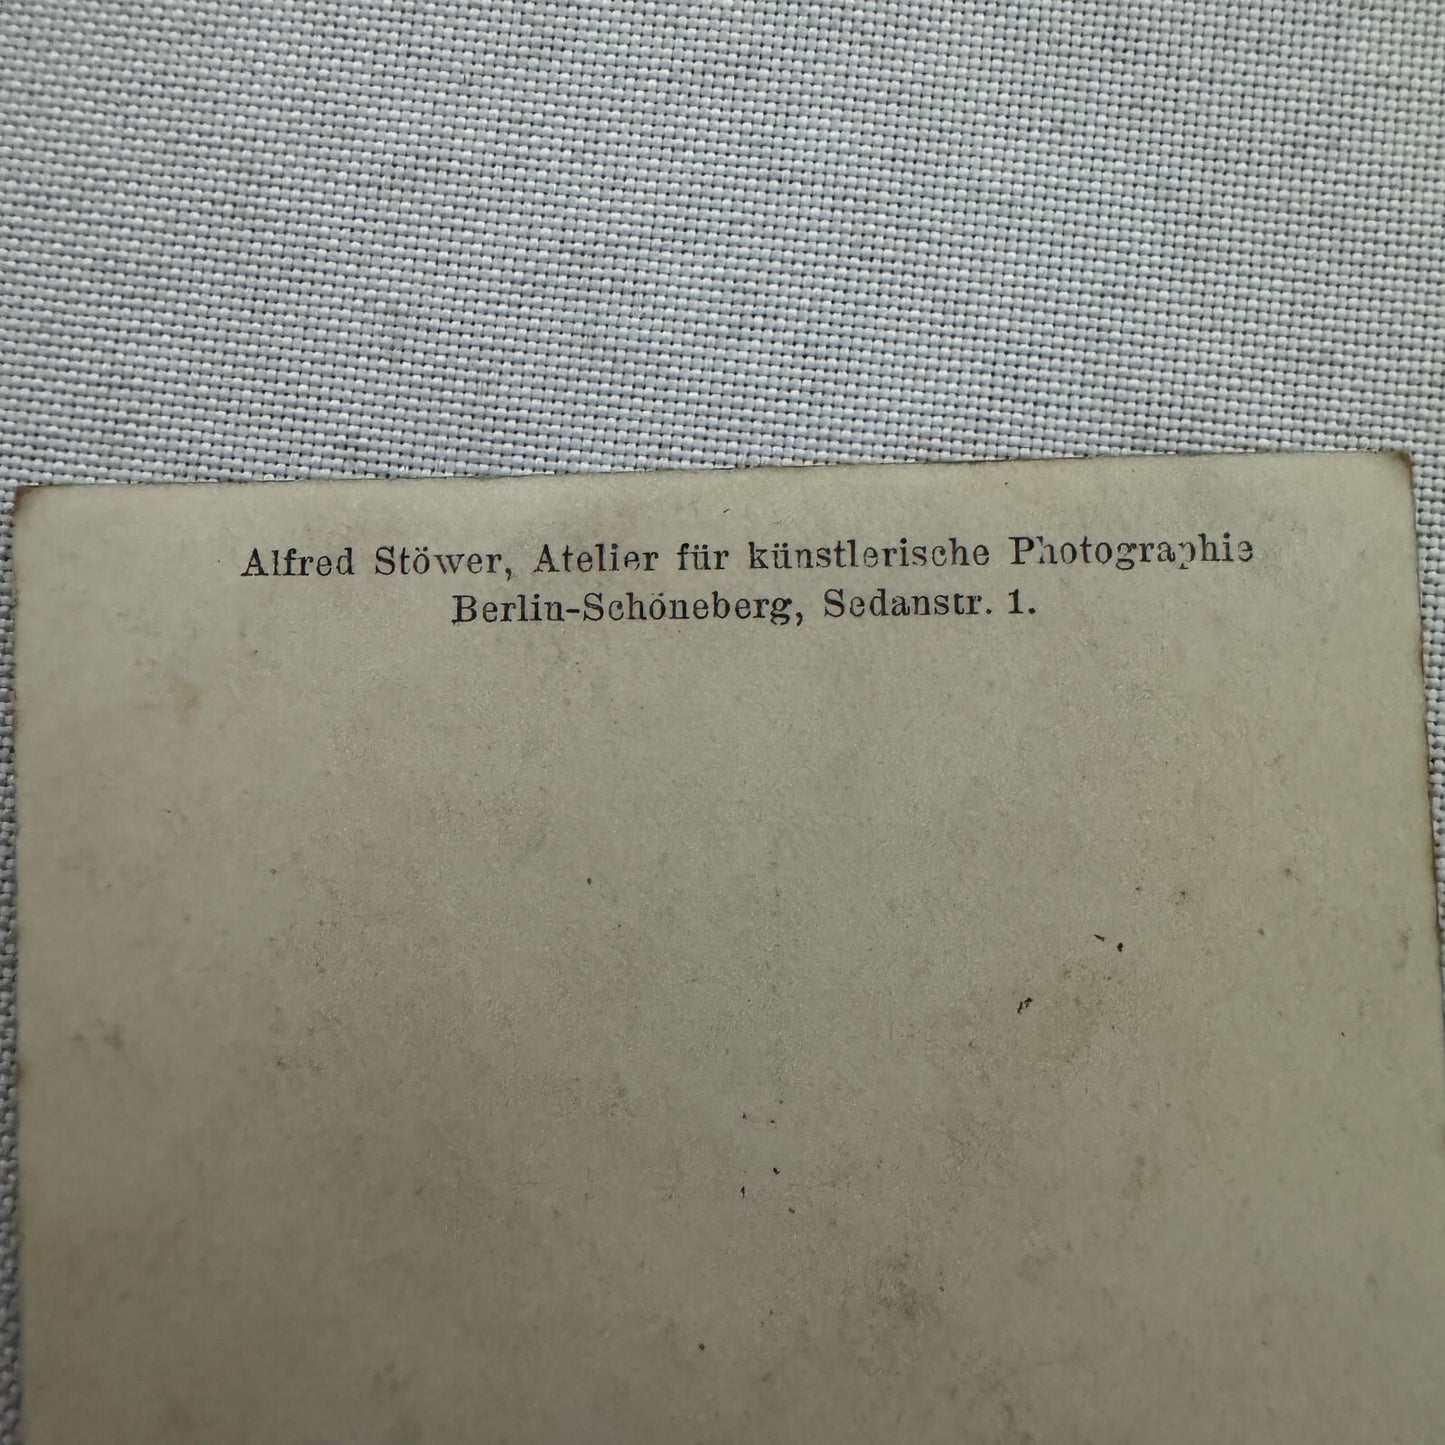 Alfred Stöwer, Atelier für künstlerische Photographie
Berlin-Schöneberg, Sedanstr. 1.